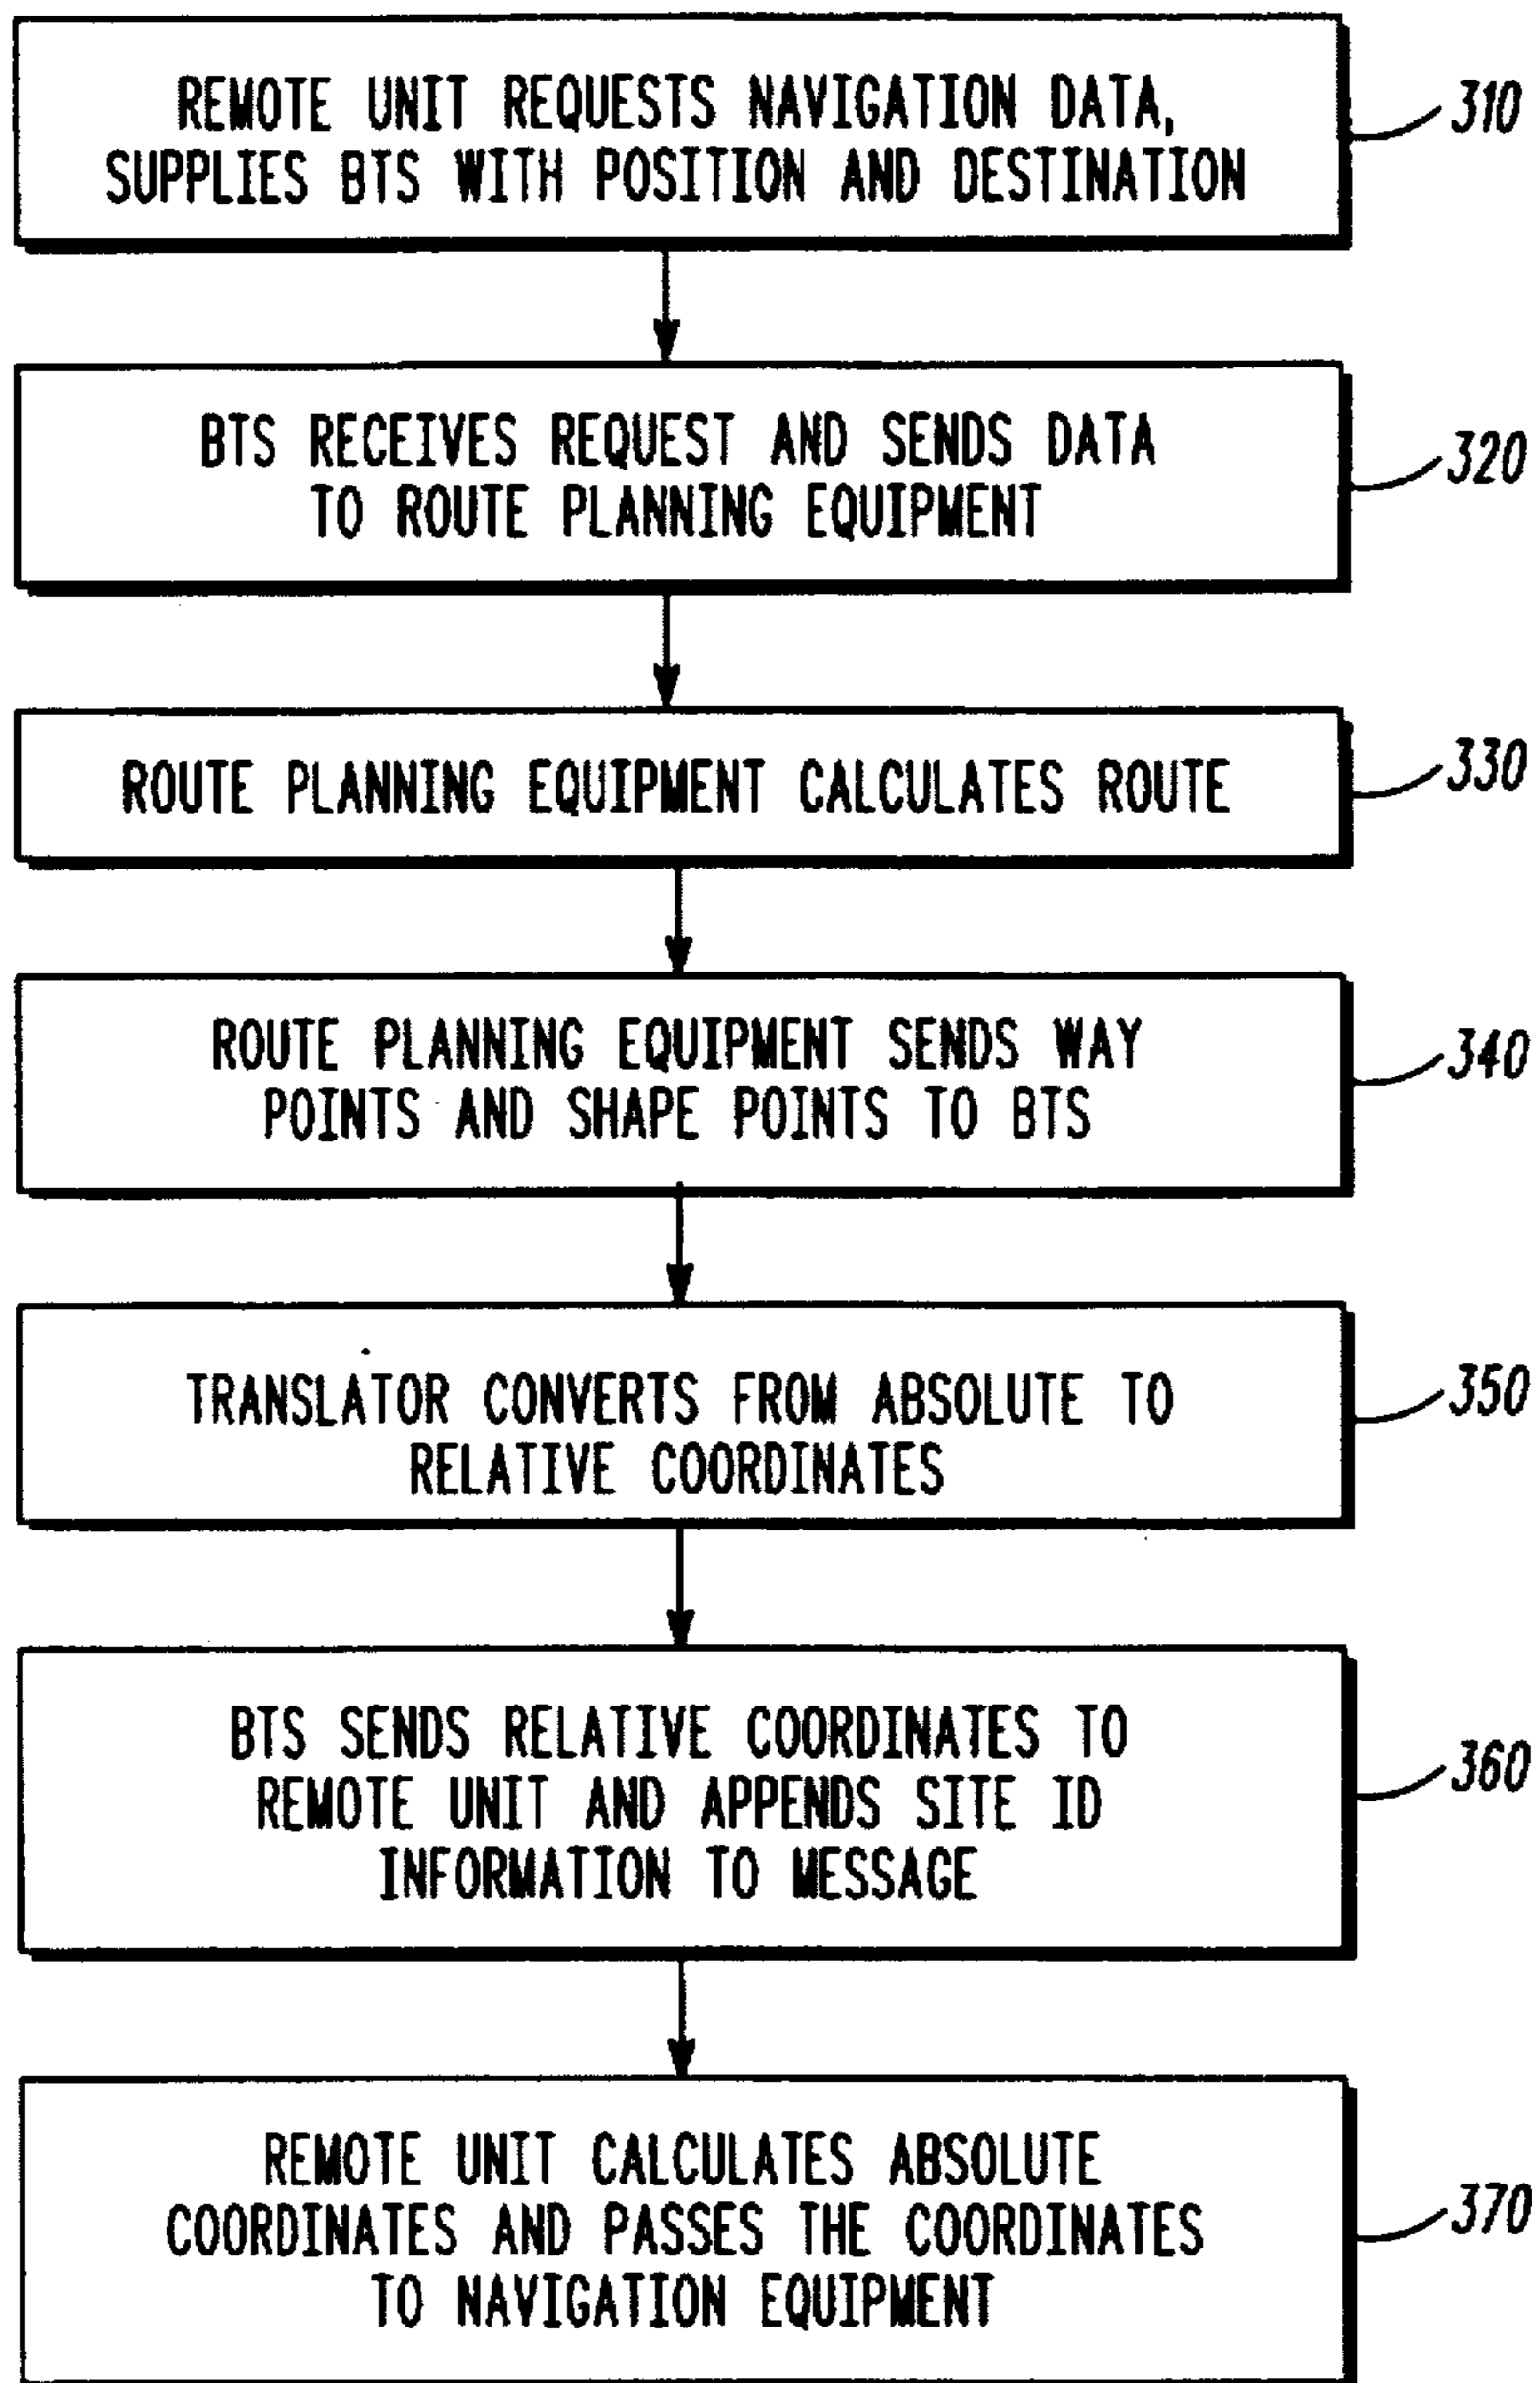 REMOTE UNIT REQUESTS NAVIGATION DATA,
SUPPLIES BTS WITH POSITION AND DESTINATION
310
BTS RECEIVES REQUEST AND SENDS DATA
TO ROUTE PLANNING EQUIPMENT
320
ROUTE PLANNING EQUIPMENT CALCULATES ROUTE
330
ROUTE PLANNING EQUIPMENT SENDS WAY
POINTS AND SHAPE POINTS TO BTS
340
TRANSLATOR CONVERTS FROM ABSOLUTE TO
RELATIVE COORDINATES
350
BTS SENDS RELATIVE COORDINATES TO
REMOTE UNIT AND APPENDS SITE ID
INFORMATION TO MESSAGE
360
REMOTE UNIT CALCULATES ABSOLUTE
COORDINATES AND PASSES THE COORDINATES
TO NAVIGATION EQUIPMENT
370